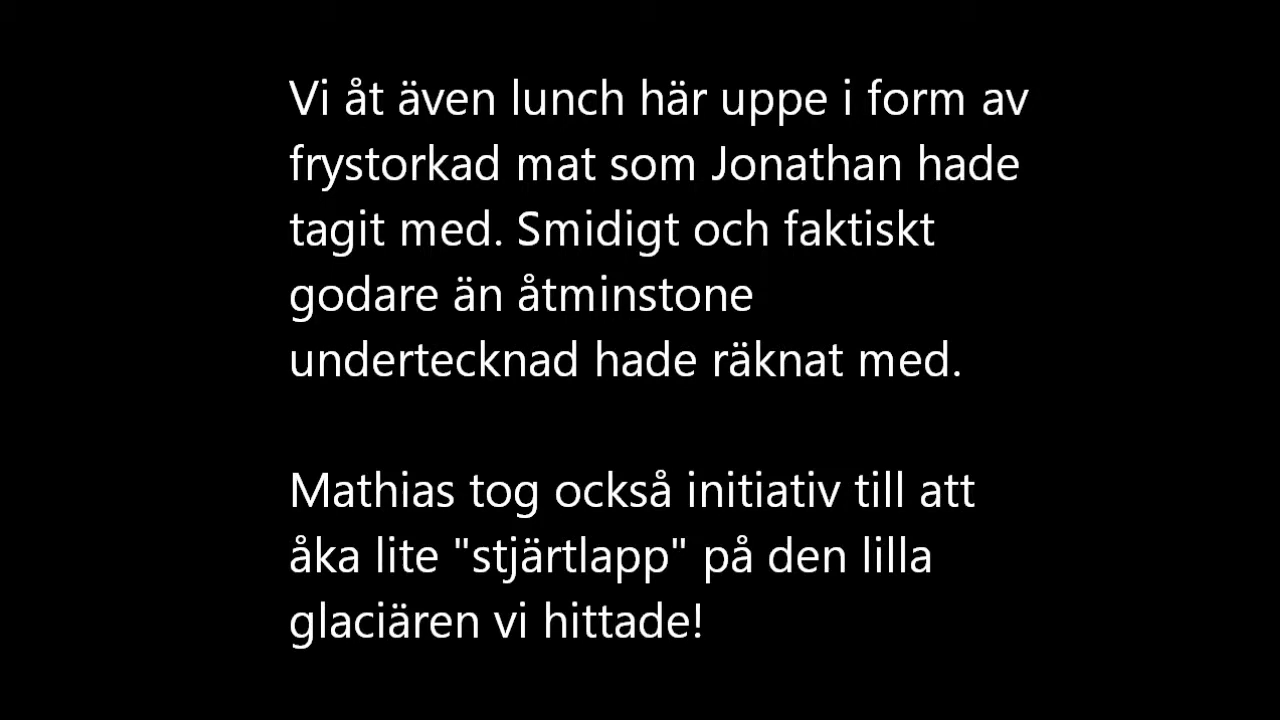 Vi åt även lunch här uppe i form av
frystorkad mat som Jonathan hade
tagit med. Smidigt och faktiskt
godare än åtminstone
undertecknad hade räknat med.
Mathias tog också initiativ till att
åka lite "stjärtlapp" på den lilla
glaciären vi hittade!